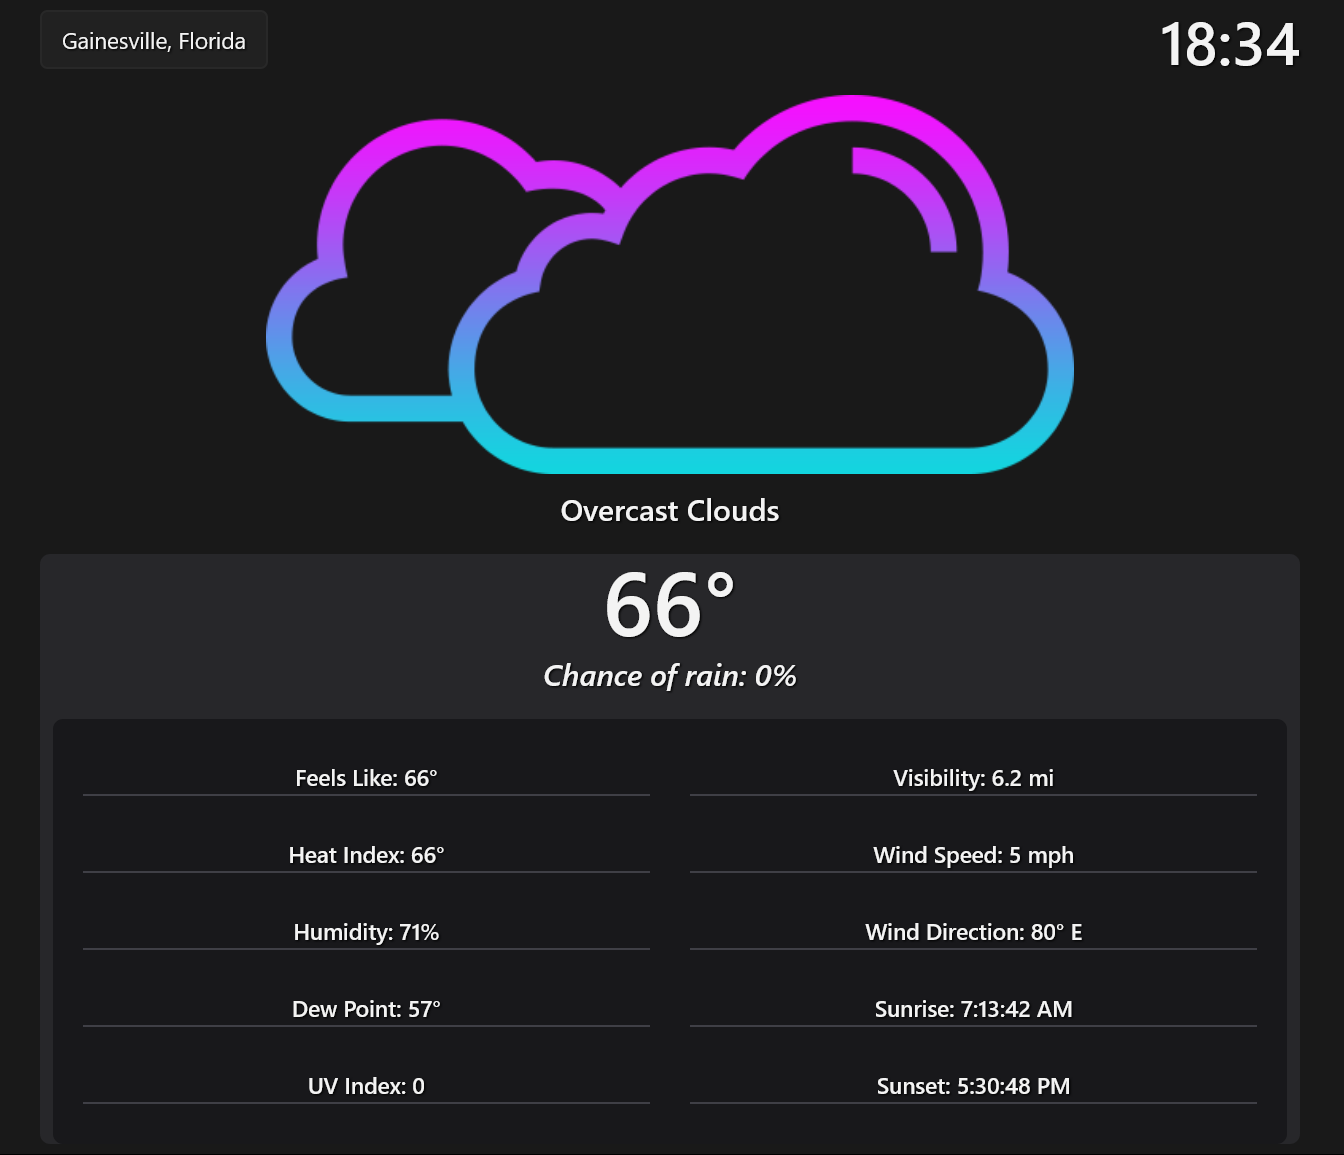 Gainesville, Florida
18:34
Overcast Clouds
66°
Chance of rain: 0%
Feels Like: 66°
Visibility: 6.2 mi
Heat Index: 66°
Wind Speed: 5 mph
Humidity: 71%
Wind Direction: 80° E
Dew Point: 57°
Sunrise: 7:13:42 AM
UV Index: 0
Sunset: 5:30:48 PM